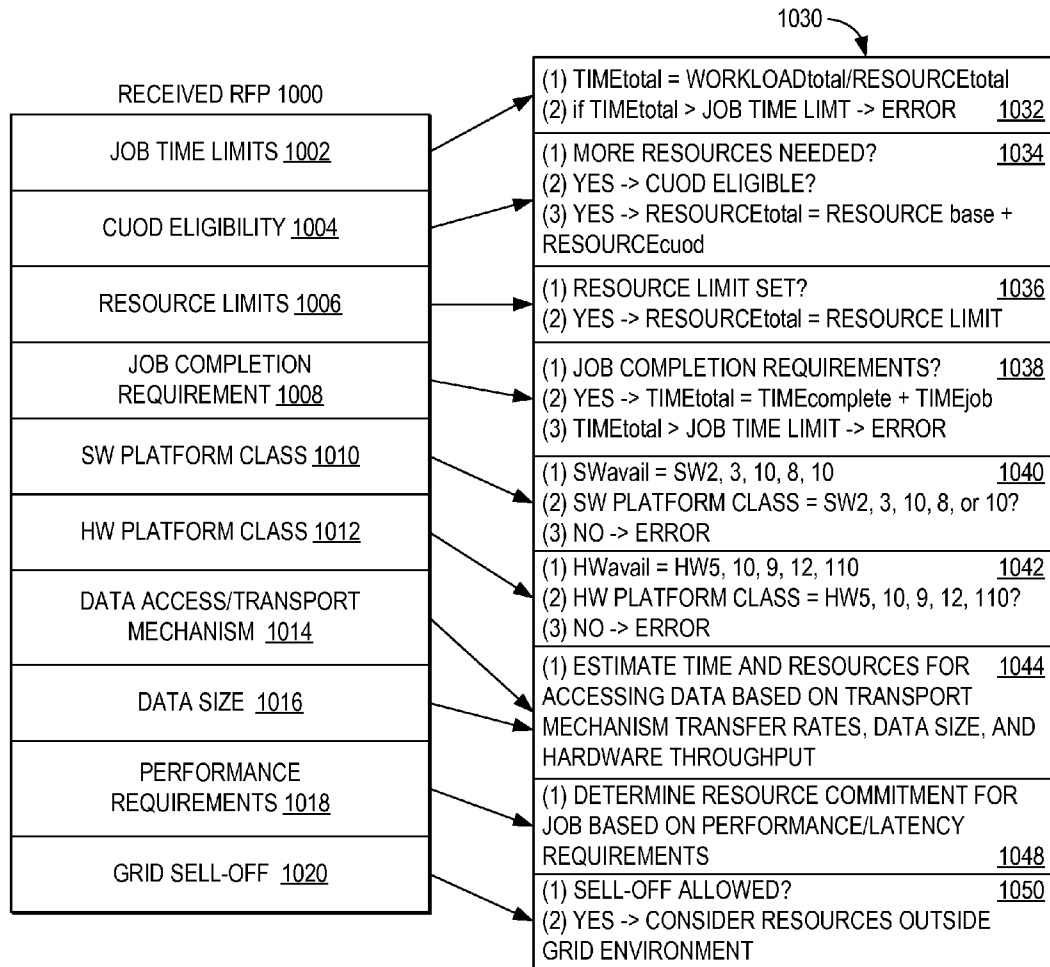 1030
RECEIVED RFP 1000
JOB TIME LIMITS 1002
CUOD ELIGIBILITY 1004
RESOURCE LIMITS 1006
JOB COMPLETION
REQUIREMENT 1008
SW PLATFORM CLASS 1010
HW PLATFORM CLASS 1012
DATA ACCESS/TRANSPORT
MECHANISM 1014
DATA SIZE 1016
PERFORMANCE
REQUIREMENTS 1018
GRID SELL-OFF 1020
(1) TIMEtotal = WORKLOADtotal/RESOURCEtotal
(2) if TIMEtotal > JOB TIME LIMT -> ERROR 1032
(1) MORE RESOURCES NEEDED? 1034
(2) YES -> CUOD ELIGIBLE?
(3) YES -> RESOURCEtotal = RESOURCE base +
RESOURCEcuod
(1) RESOURCE LIMIT SET? 1036
(2) YES -> RESOURCEtotal = RESOURCE LIMIT
(1) JOB COMPLETION REQUIREMENTS? 1038
(2) YES -> TIMEtotal = TIMEcomplete + TIMEjob
(3) TIMEtotal > JOB TIME LIMIT -> ERROR
(1) SWavail = SW2, 3, 10, 8, 10 1040
(2) SW PLATFORM CLASS = SW2, 3, 10, 8, or 10?
(3) NO -> ERROR
(1) HWavail = HW5, 10, 9, 12, 110 1042
(2) HW PLATFORM CLASS = HW5, 10, 9, 12, 110?
(3) NO -> ERROR
(1) ESTIMATE TIME AND RESOURCES FOR 1044
ACCESSING DATA BASED ON TRANSPORT
MECHANISM TRANSFER RATES, DATA SIZE, AND
HARDWARE THROUGHPUT
(1) DETERMINE RESOURCE COMMITMENT FOR
JOB BASED ON PERFORMANCE/LATENCY
REQUIREMENTS 1048
(1) SELL-OFF ALLOWED? 1050
(2) YES -> CONSIDER RESOURCES OUTSIDE
GRID ENVIRONMENT